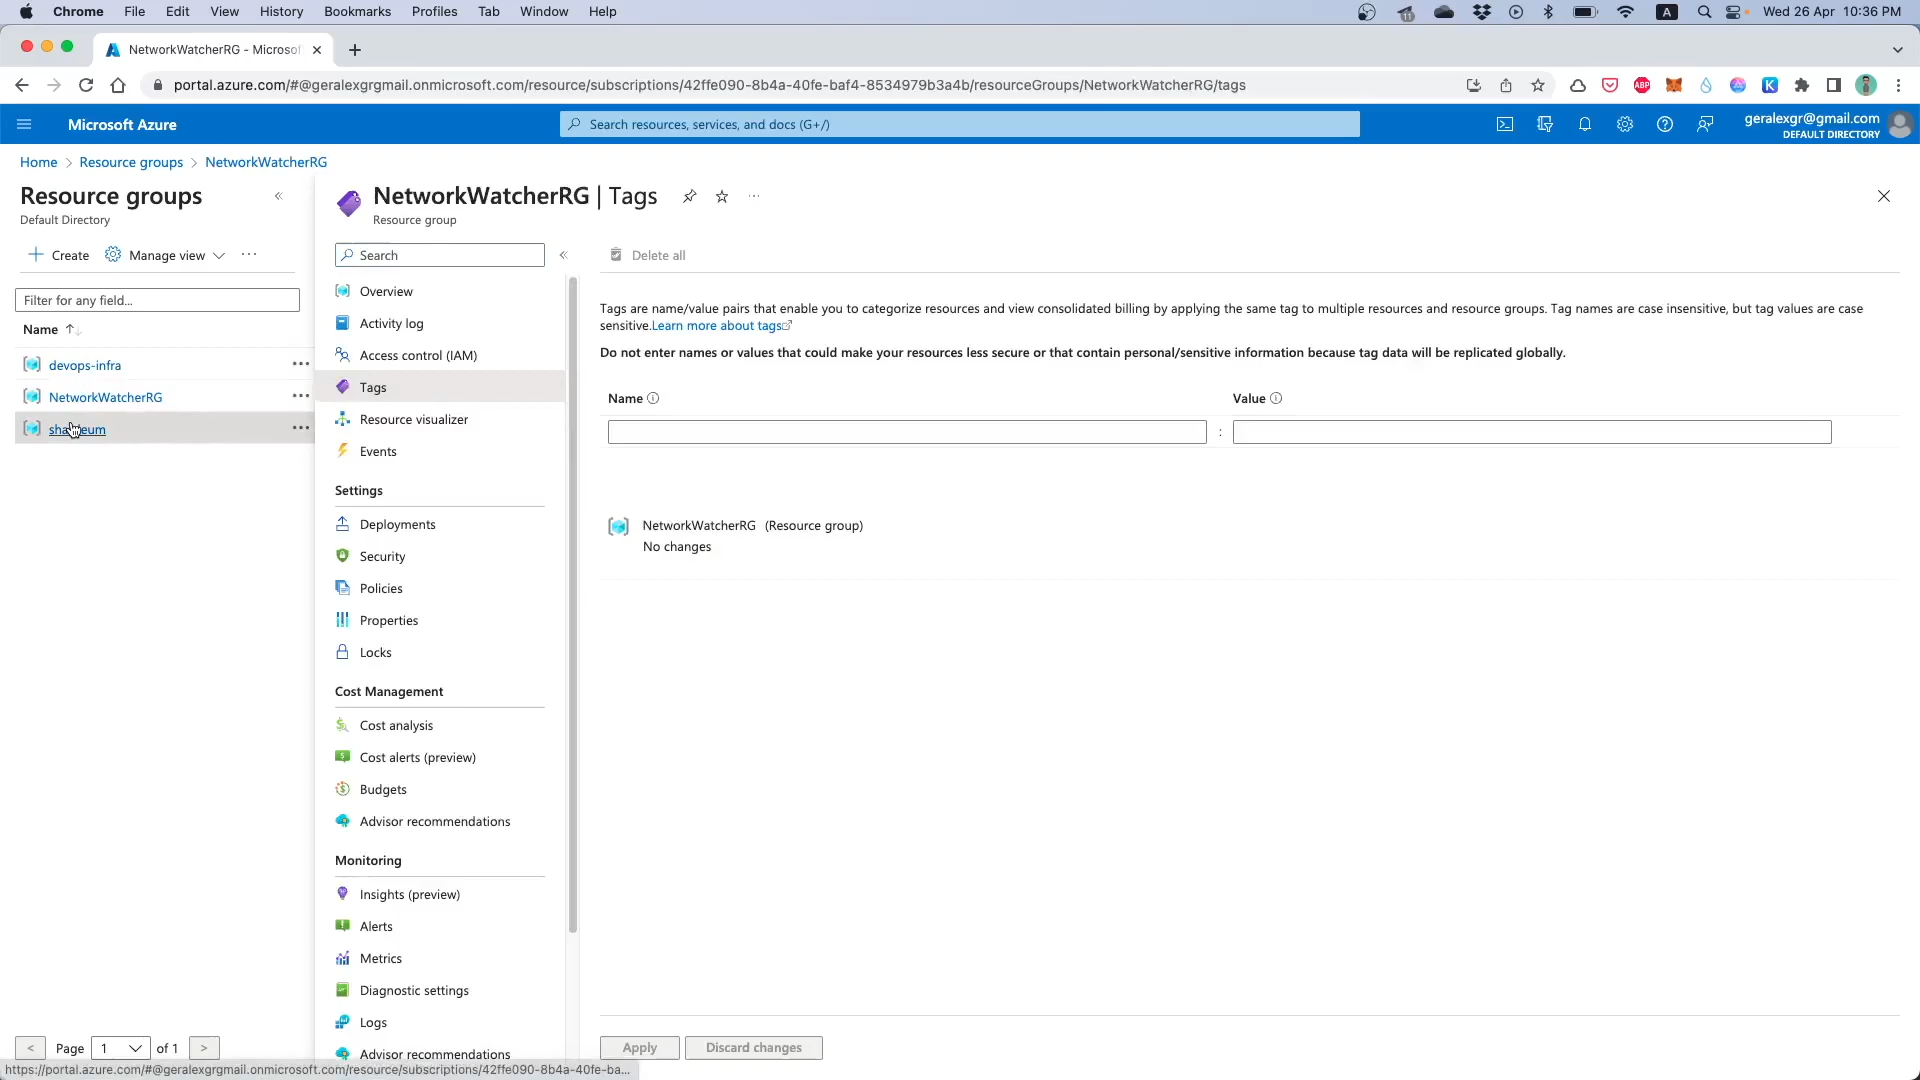 Chrome File Edit View History Bookmarks Profiles Tab Window Help
11 A Wed 26 Apr 10:36 PM
NetworkWatcherRG - Microso
portal.azure.com/#@geralexgrgmail.onmicrosoft.com/resource/subscriptions/42ffe090-8b4a-40fe-baf4-8534979b3a4b/resourceGroups/NetworkWatcherRG/tags
ABP K
Microsoft Azure
Search resources, services, and docs (G+/)
geralexgr@gmail.com
DEFAULT DIRECTORY
Home > Resource groups > NetworkWatcherRG
Resource groups «
Default Directory
+ Create Manage view ...
Filter for any field...
Name ↑↓
devops-infra ...
NetworkWatcherRG ...
...
< Page 1 of 1 >
NetworkWatcherRG | Tags ...
Resource group
Search «
Overview
Activity log
Access control (IAM)
Tags
Resource visualizer
Events
Settings
Deployments
Security
Policies
Properties
Locks
Cost Management
Cost analysis
Cost alerts (preview)
Budgets
Advisor recommendations
Monitoring
Insights (preview)
Alerts
Metrics
Diagnostic settings
Logs
Advisor recommendations
Delete all
Tags are name/value pairs that enable you to categorize resources and view consolidated billing by applying the same tag to multiple resources and resource groups. Tag names are case insensitive, but tag values are case
sensitive.Learn more about tags
Do not enter names or values that could make your resources less secure or that contain personal/sensitive information because tag data will be replicated globally.
Name Value
:
NetworkWatcherRG (Resource group)
No changes
Apply Discard changes
https://portal.azure.com/#@geralexgrgmail.onmicrosoft.com/resource/subscriptions/42ffe090-8b4a-40fe-ba...